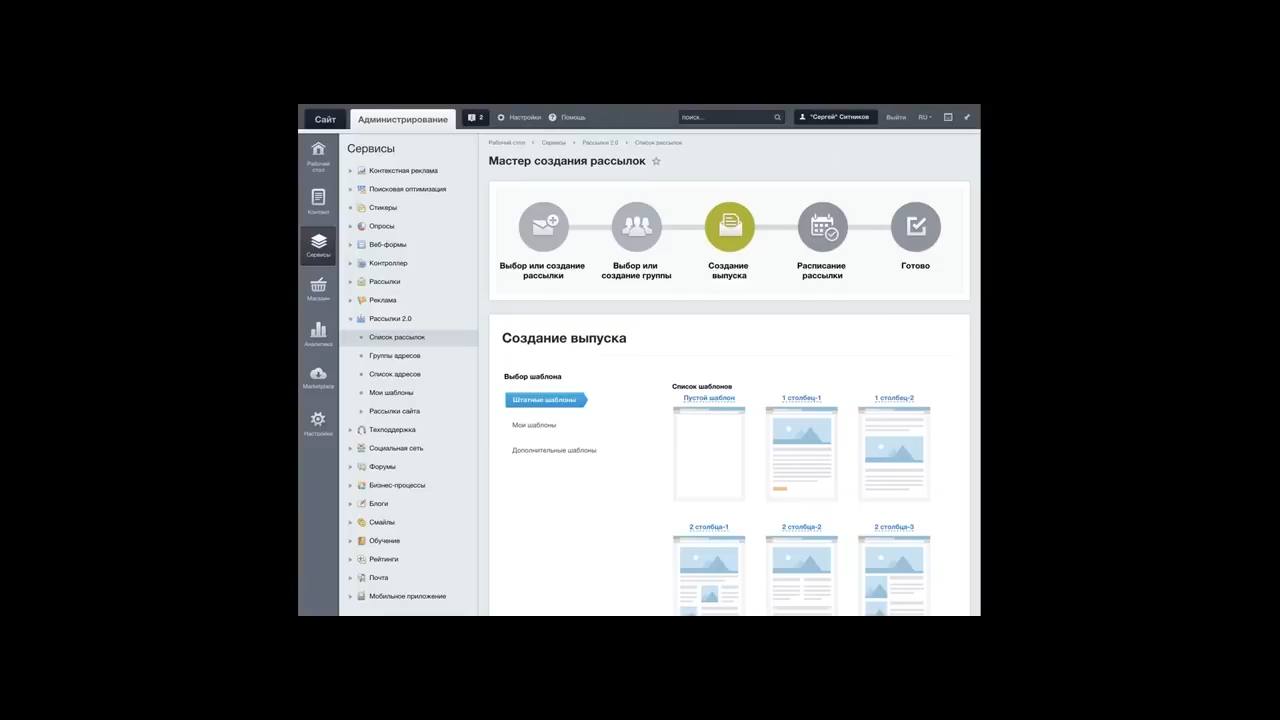 Сайт
Администрирование
2
Настройки
Помощь
поиск...
"Сергей" Ситников
Выйти
RU
Рабочий стол
Контент
Сервисы
Магазин
Аналитика
Marketplace
Настройки
Сервисы
Контекстная реклама
Поисковая оптимизация
Стикеры
Опросы
Веб-формы
Контроллер
Рассылки
Реклама
Рассылки 2.0
Список рассылок
Группы адресов
Список адресов
Мои шаблоны
Рассылки сайта
Техподдержка
Социальная сеть
Форумы
Бизнес-процессы
Блоги
Смайлы
Обучение
Рейтинги
Почта
Мобильное приложение
Рабочий стол
Сервисы
Рассылки 2.0
Список рассылок
Мастер создания рассылок
Выбор или создание
рассылки
Выбор или
создание группы
Создание
выпуска
Расписание
рассылки
Готово
Создание выпуска
Выбор шаблона
Штатные шаблоны
Мои шаблоны
Дополнительные шаблоны
Список шаблонов
Пустой шаблон
1 столбец-1
1 столбец-2
2 столбца-1
2 столбца-2
2 столбца-3